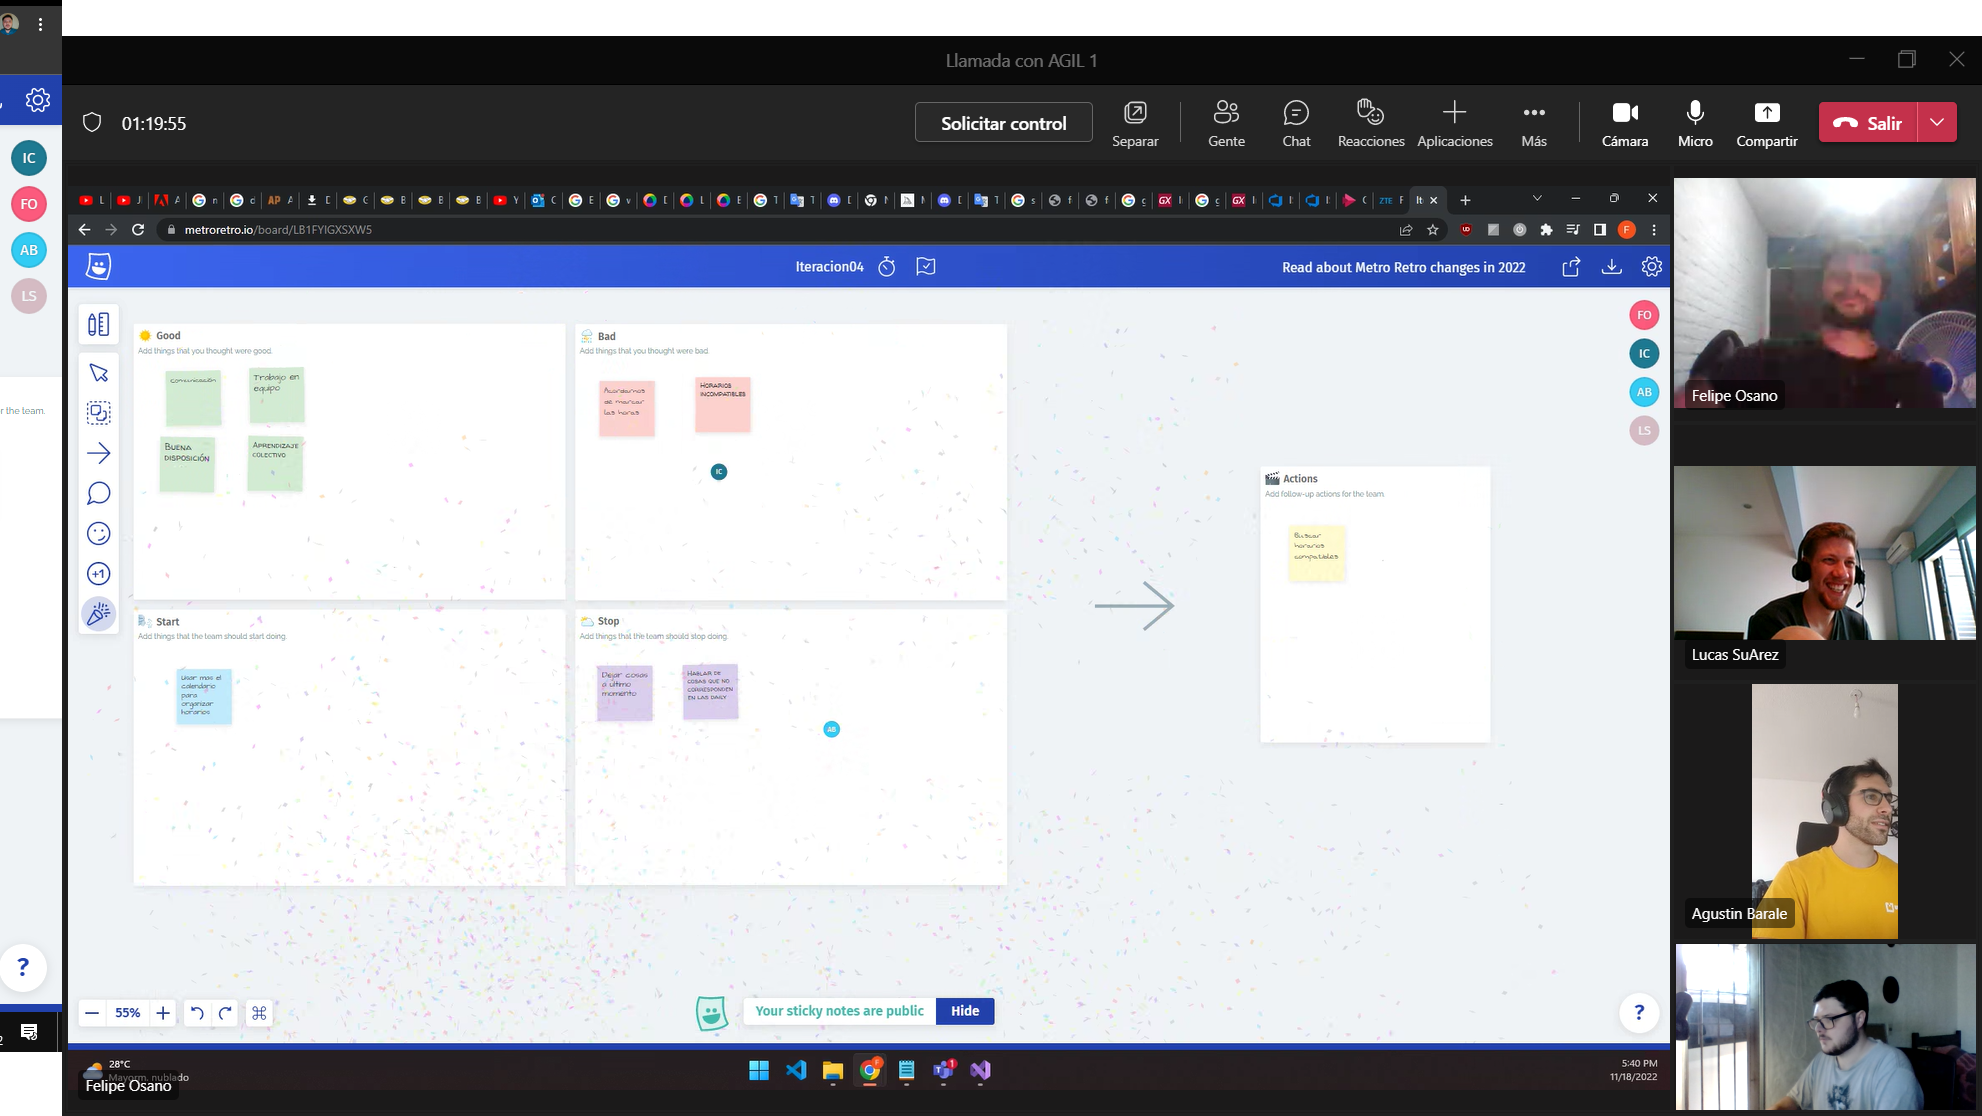 Llamada con AGIL 1
01:19:55
Solicitar control
Separar
Gente
Chat
Reacciones
Aplicaciones
Más
Cámara
Micro
Compartir
Salir
IC
FO
AB
LS
r the team.
?
metroretro.io/board/LB1FYIGXSXW5
Iteracion04
Read about Metro Retro changes in 2022
FO
IC
AB
LS
Good
Add things that you thought were good.
Comunicación
Trabajo en
equipo
BUENA
DISPOSICIÓN
APRENDIZAJE
COLECTIVO
Bad
Add things that you thought were bad.
Acordarnos
de marcar
las horas
HORARIOS
INCOMPATIBLES
IC
Start
Add things that the team should start doing.
Usar mas el
calendario
para
organizar
horarios
Stop
Add things that the team should stop doing.
Dejar cosas
a ultimo
momento
HABLAR DE
COSAS QUE NO
CORRESPONDEN
EN LAS DAILY
AB
Actions
Add follow-up actions for the team.
Buscar
horarios
compatibles
+1
55%
Your sticky notes are public
Hide
?
28°C
Mayorm. nublado
Felipe Osano
5:40 PM
11/18/2022
Felipe Osano
Lucas SuArez
Agustin Barale